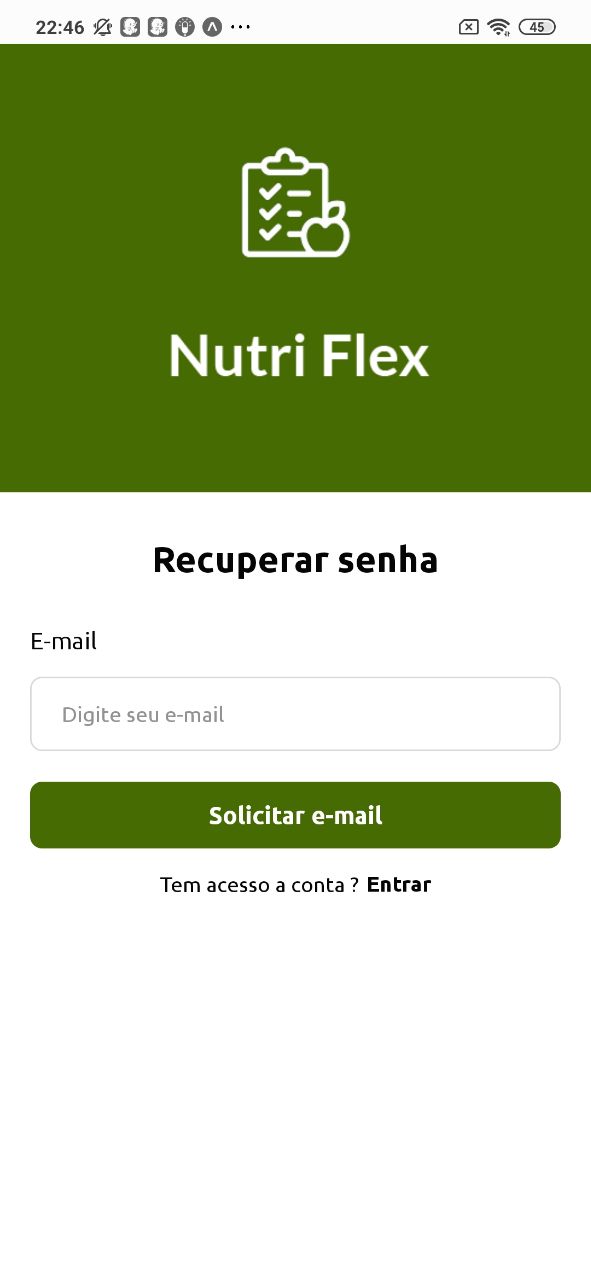 22:46
45
Nutri Flex
Recuperar senha
E-mail
Digite seu e-mail
Solicitar e-mail
Tem acesso a conta ? Entrar